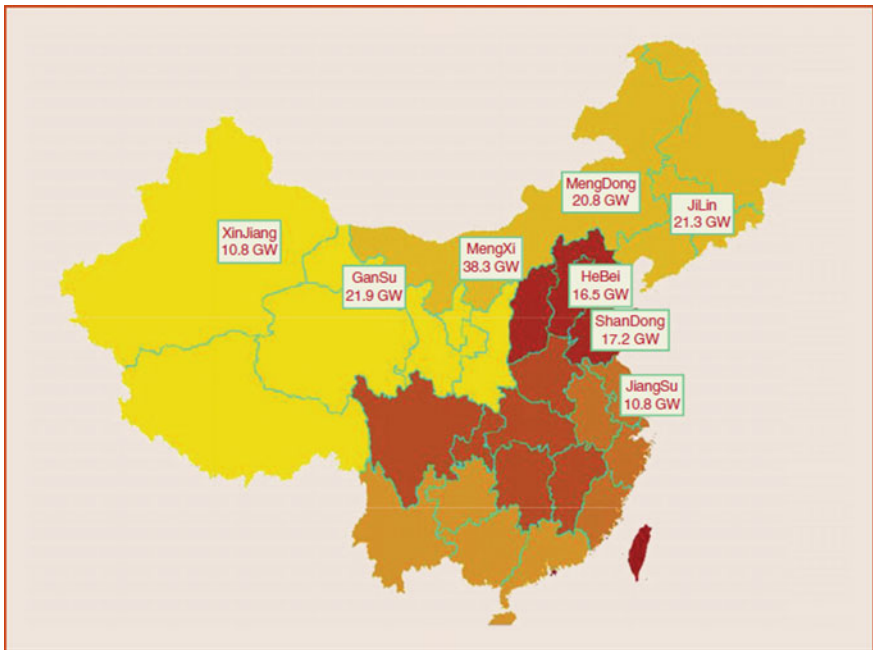 MengDong
20.8 GW
JiLin
21.3 GW
XinJiang
10.8 GW
MengXi
38.3 GW
GanSu
21.9 GW
HeBei
16.5 GW
ShanDong
17.2 GW
JiangSu
10.8 GW